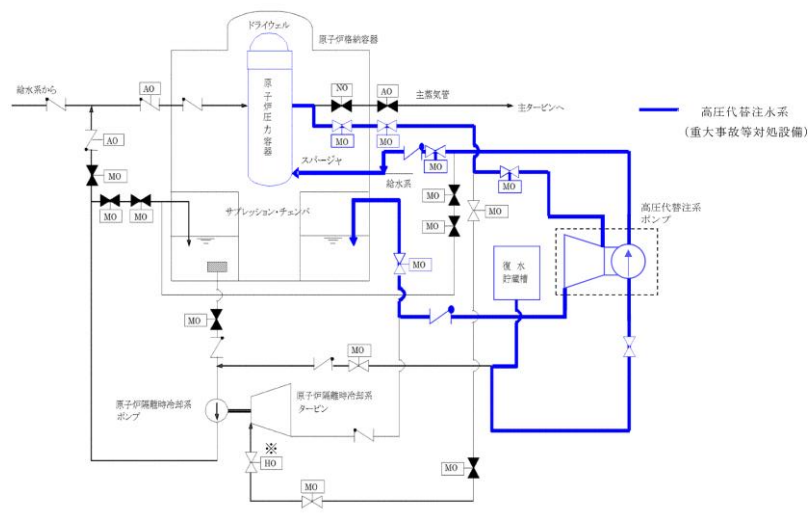 ドライウェル
原子炉格納容器
給水系から
AO
NO
AO
主蒸気管
主タービンへ
高圧代替注水系
(重大事故等対処設備)
原子炉圧力容器
AO
MO
MO
MO
スパージャ
MO
MO
給水系
MO
MO
MO
サプレッション・チェンバ
MO
MO
MO
高圧代替注系
ポンプ
MO
復水
貯蔵槽
MO
MO
原子炉隔離時冷却系
ポンプ
原子炉隔離時冷却系
タービン
※
HO
MO
MO